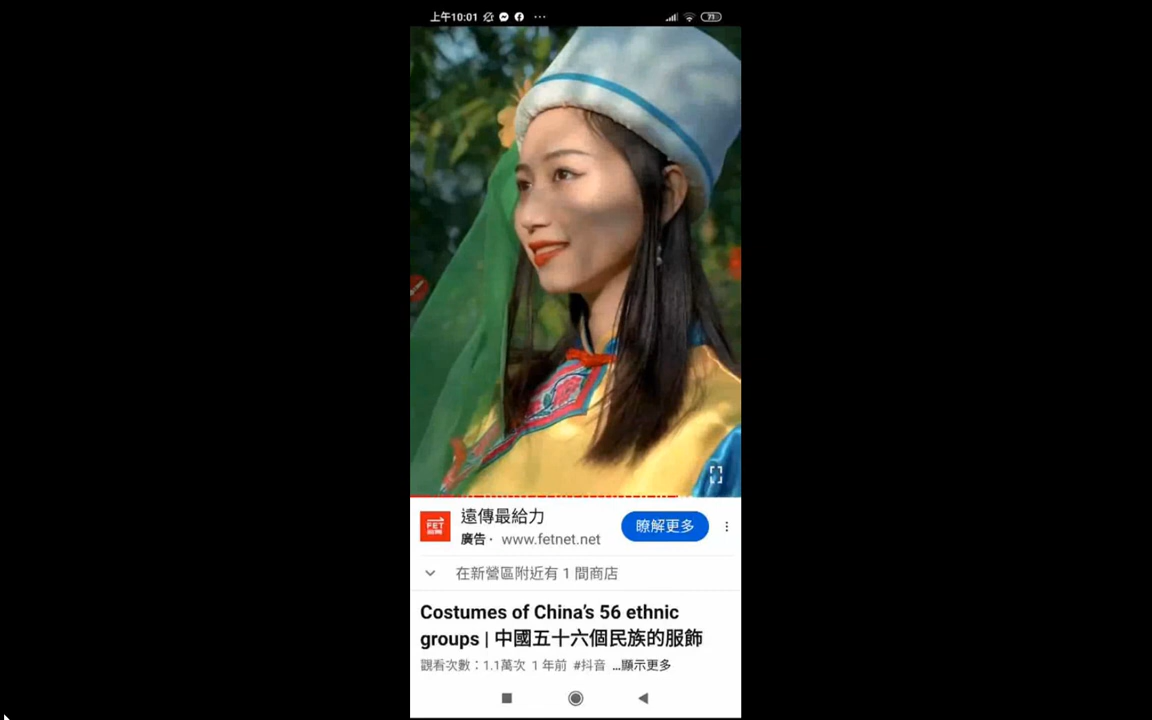 上午10:01
73
FET
遠傳最給力
瞭解更多
廣告 · www.fetnet.net
在新營區附近有 1 間商店
Costumes of China’s 56 ethnic
groups | 中國五十六個民族的服飾
觀看次數：1.1萬次 1 年前 #抖音 ...顯示更多